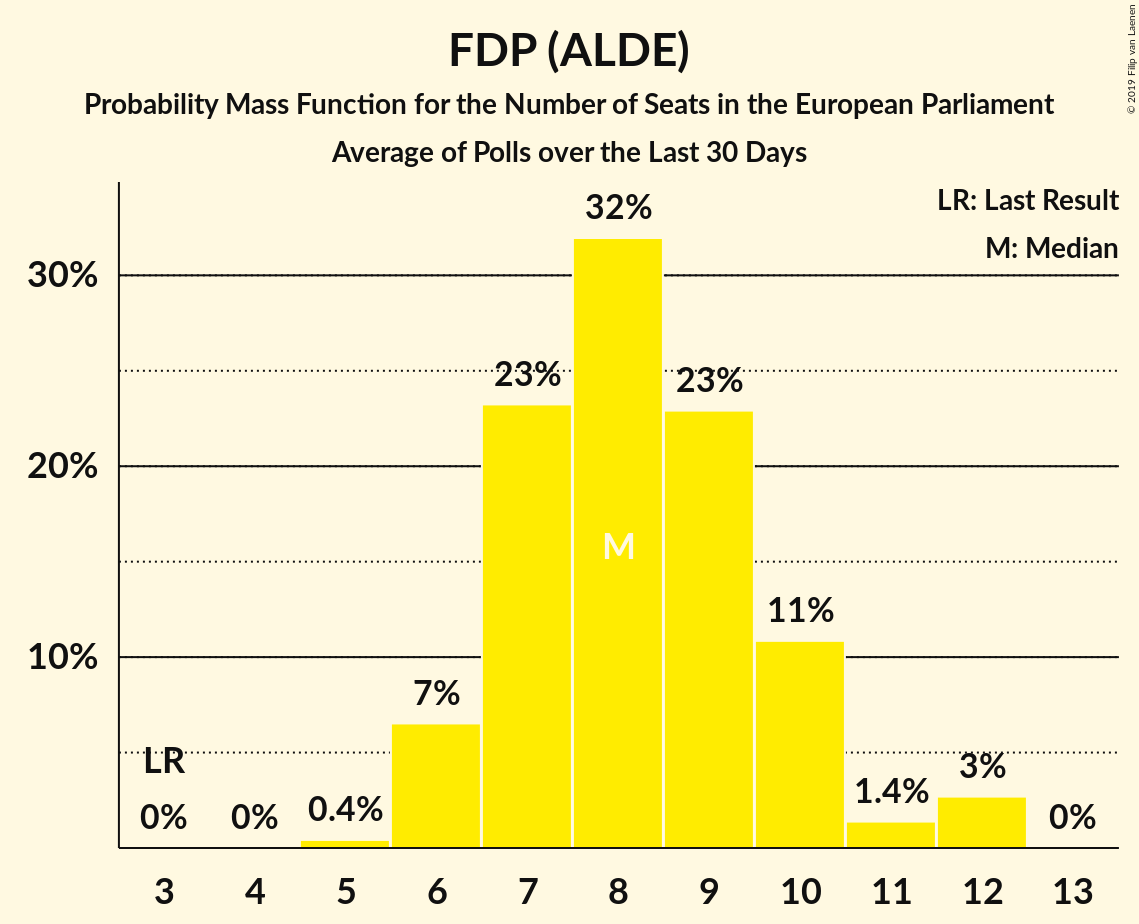 FDP (ALDE)
Probability Mass Function for the Number of Seats in the European Parliament
Average of Polls over the Last 30 Days
© 2019 Filip van Laenen
LR: Last Result
M: Median
32%
30%
23%
23%
20%
M
11%
10%
7%
LR
3%
1.4%
0.4%
0%
0%
0%
3 4 5 6 7 8 9 10 11 12 13